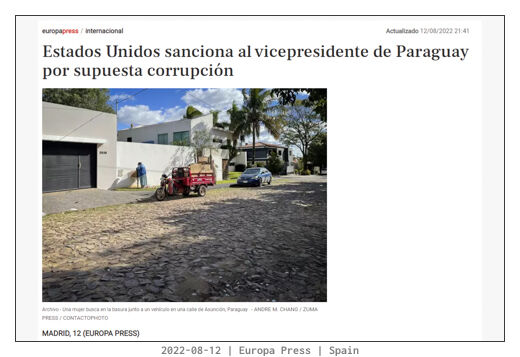 europapress / internacional
Actualizado 12/08/2022 21:41
Estados Unidos sanciona al vicepresidente de Paraguay
por supuesta corrupción
Archivo - Una mujer busca en la basura junto a un vehículo en una calle de Asunción, Paraguay. - ANDRE M. CHANG / ZUMA
PRESS / CONTACTOPHOTO
MADRID, 12 (EUROPA PRESS)
2022-08-12 | Europa Press | Spain